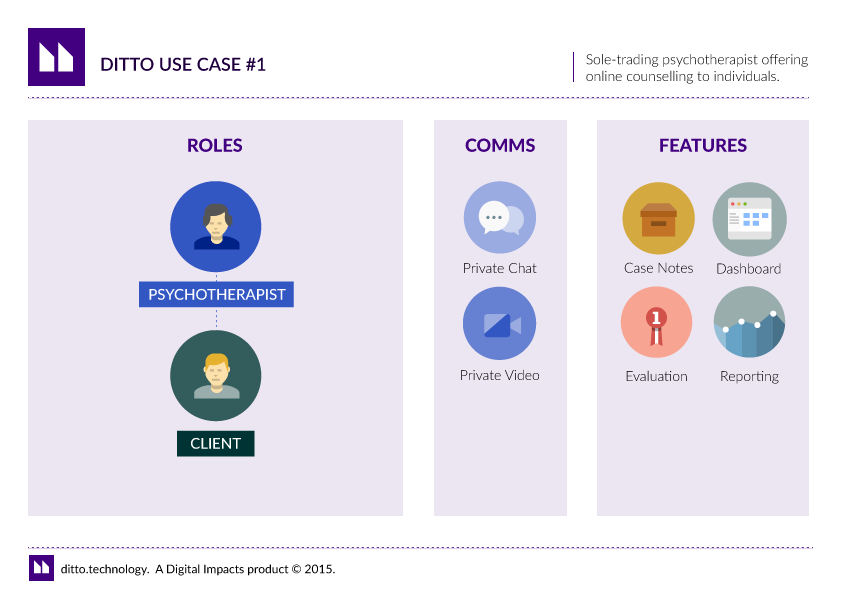 DITTO USE CASE #1
Sole-trading psychotherapist offering
online counselling to individuals.
ROLES
PSYCHOTHERAPIST
CLIENT
COMMS
Private Chat
Private Video
FEATURES
Case Notes
Dashboard
1
Evaluation
Reporting
ditto.technology. A Digital Impacts product © 2015.